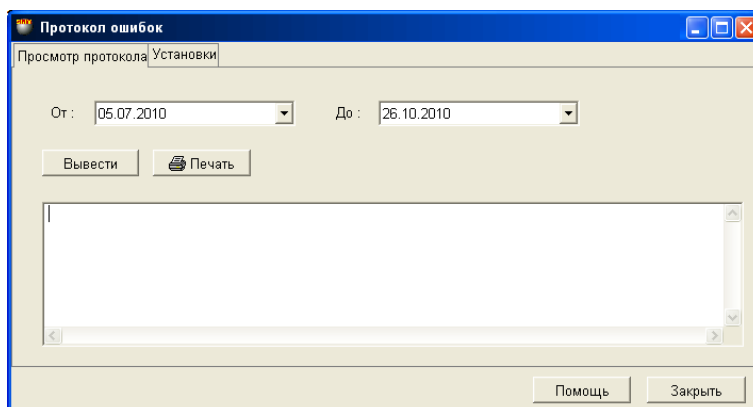 Протокол ошибок
Просмотр протокола Установки
От : 05.07.2010 До : 26.10.2010
Вывести Печать
Помощь Закрыть